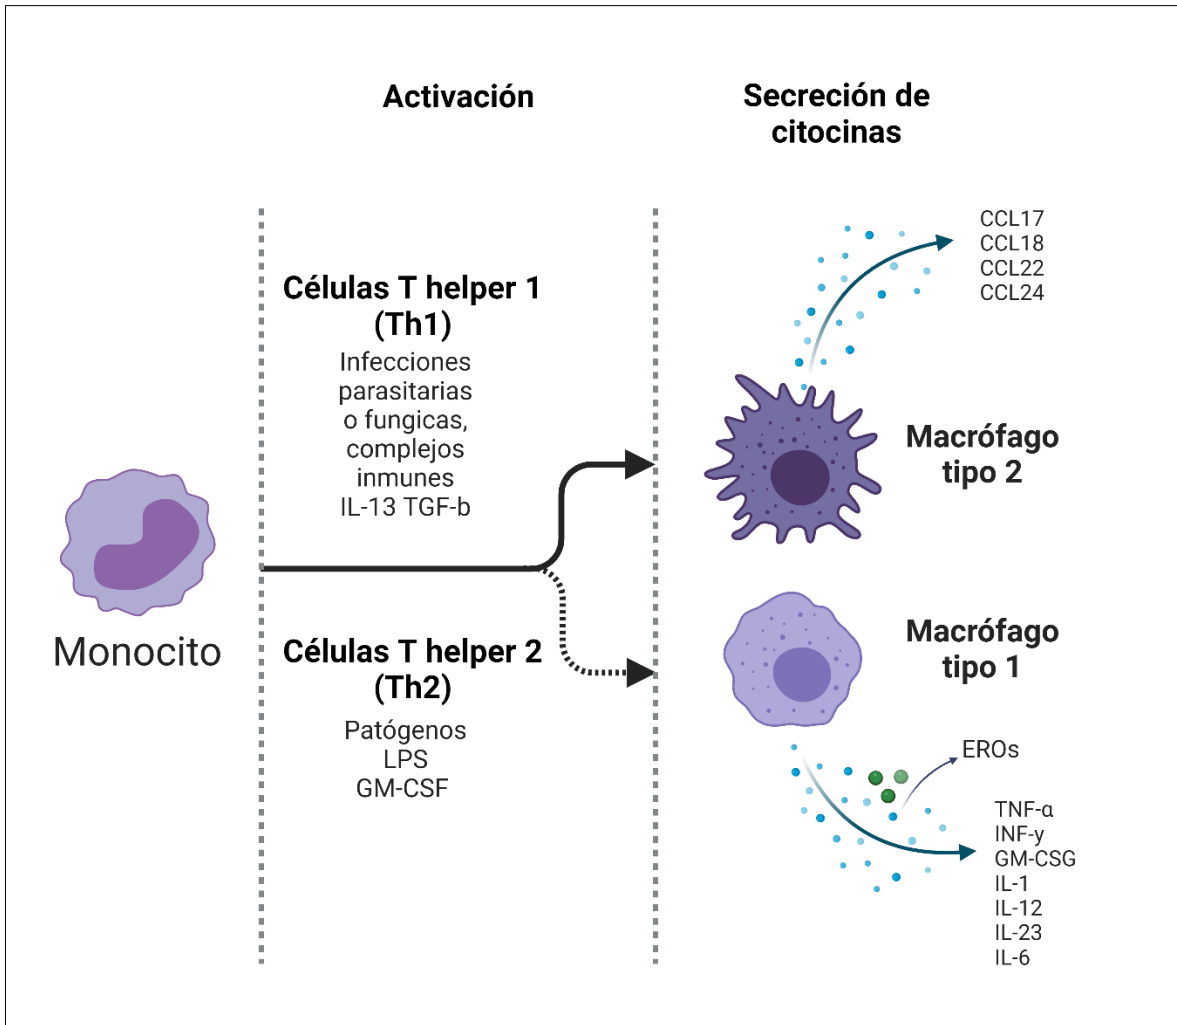 Activación
Secreción de
citocinas
Células T helper 1
(Th1)
Infecciones
parasitarias
o fungicas,
complejos
inmunes
IL-13 TGF-b
Monocito
Células T helper 2
(Th2)
Patógenos
LPS
GM-CSF
CCL17
CCL18
CCL22
CCL24
Macrófago
tipo 2
Macrófago
tipo 1
EROs
TNF-α
INF-y
GM-CSG
IL-1
IL-12
IL-23
IL-6